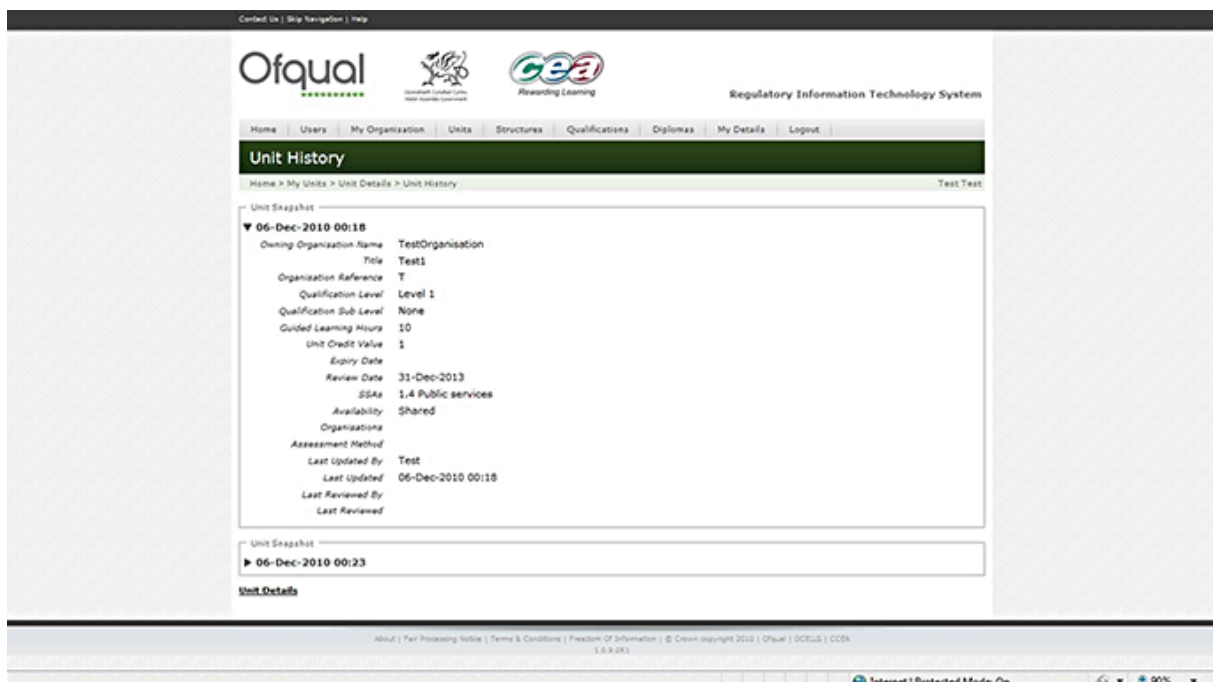 Contact Us | Skip Navigation | Help
Ofqual
Llywodraeth Cynulliad Cymru
Welsh Assembly Government
Rewarding Learning
Regulatory Information Technology System
Home Users My Organisation Units Structures Qualifications Diplomas My Details Logout
Unit History
Home > My Units > Unit Details > Unit History Test Test
Unit Snapshot
▼ 06-Dec-2010 00:18
Owning Organisation Name TestOrganisation
Title Test1
Organisation Reference T
Qualification Level Level 1
Qualification Sub Level None
Guided Learning Hours 10
Unit Credit Value 1
Expiry Date
Review Date 31-Dec-2013
SSAs 1.4 Public services
Availability Shared
Organisations
Assessment Method
Last Updated By Test
Last Updated 06-Dec-2010 00:18
Last Reviewed By
Last Reviewed
Unit Snapshot
▶ 06-Dec-2010 00:23
Unit Details
About | Fair Processing Notice | Terms & Conditions | Freedom Of Information | © Crown copyright 2010 | Ofqual | DCELLS | CCEA
Internet | Protected Mode: On 90%